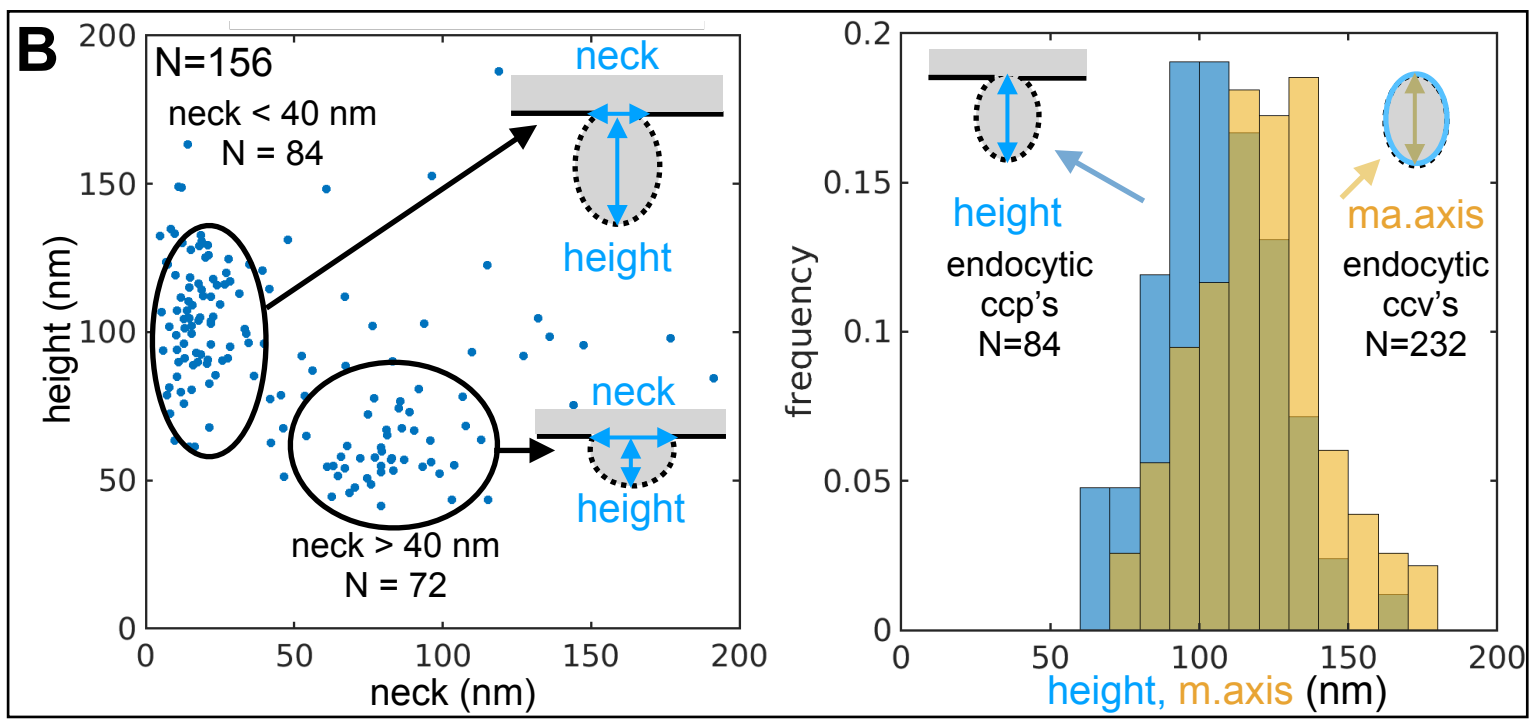 B
200
150
100
50
0
height (nm)
N=156
neck < 40 nm
N = 84
neck
height
neck
height
neck > 40 nm
N = 72
0
50
100
150
200
neck (nm)
0.2
0.15
0.1
0.05
0
frequency
height
endocytic
ccp's
N=84
ma.axis
endocytic
ccv's
N=232
0
50
100
150
200
height, m.axis (nm)